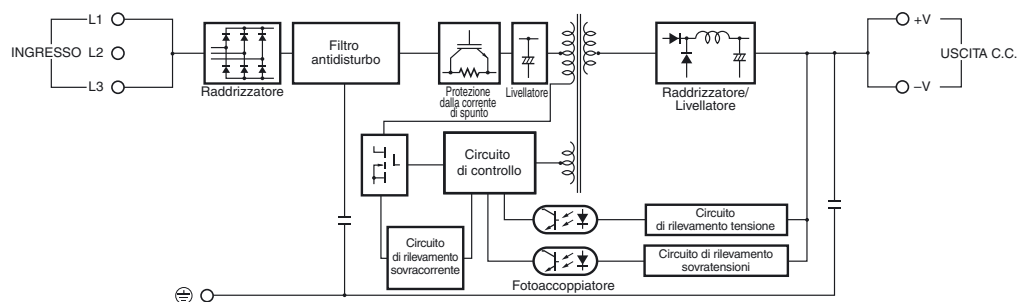 L1
INGRESSO L2
L3
Raddrizzatore
Filtro
antidisturbo
Protezione
dalla corrente
di spunto
Livellatore
Raddrizzatore/
Livellatore
+V
USCITA C.C.
–V
Circuito
di controllo
Circuito
di rilevamento
sovracorrente
Circuito
di rilevamento tensione
Circuito di rilevamento
sovratensioni
Fotoaccoppiatore